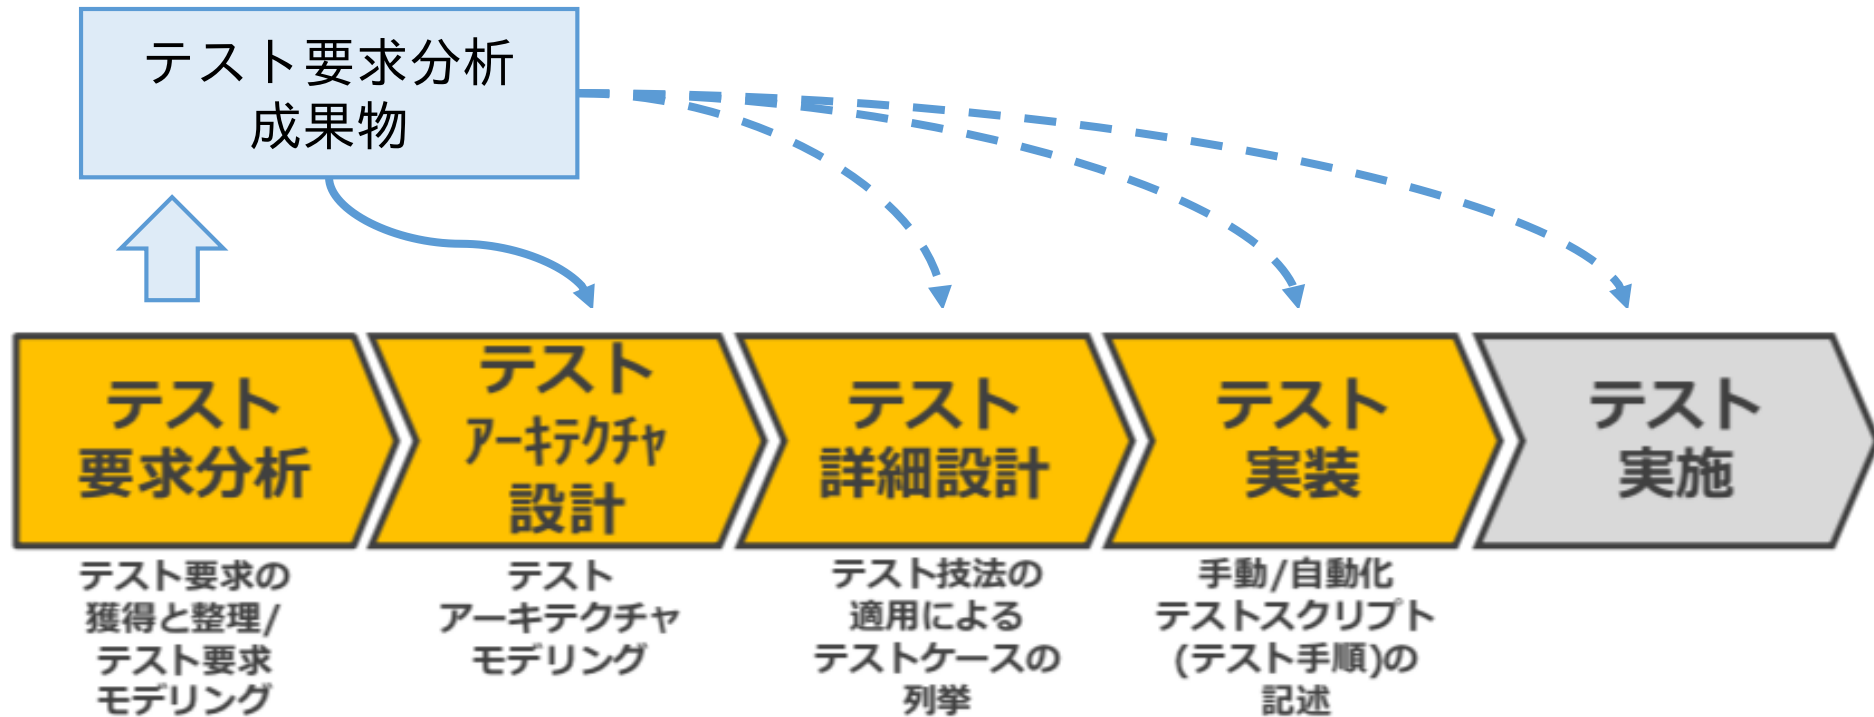 テスト要求分析
成果物
テスト
要求分析
テスト
アーキテクチャ
設計
テスト
詳細設計
テスト
実装
テスト
実施
テスト要求の
獲得と整理/
テスト要求
モデリング
テスト
アーキテクチャ
モデリング
テスト技法の
適用による
テストケースの
列挙
手動/自動化
テストスクリプト
(テスト手順)の
記述